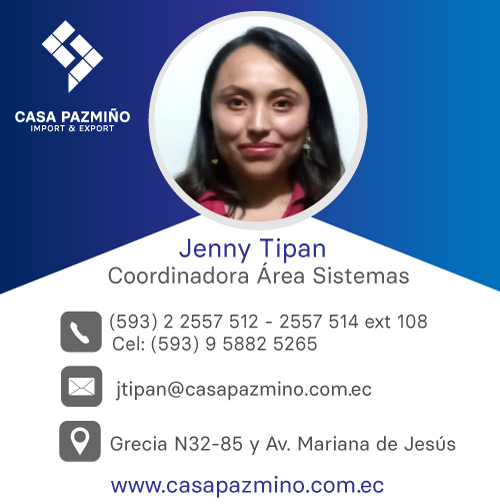 CASA PAZMIÑO
IMPORT & EXPORT
Jenny Tipan
Coordinadora Área Sistemas
(593) 2 2557 512 - 2557 514 ext 108
Cel: (593) 9 5882 5265
jtipan@casapazmino.com.ec
Grecia N32-85 y Av. Mariana de Jesús
www.casapazmino.com.ec